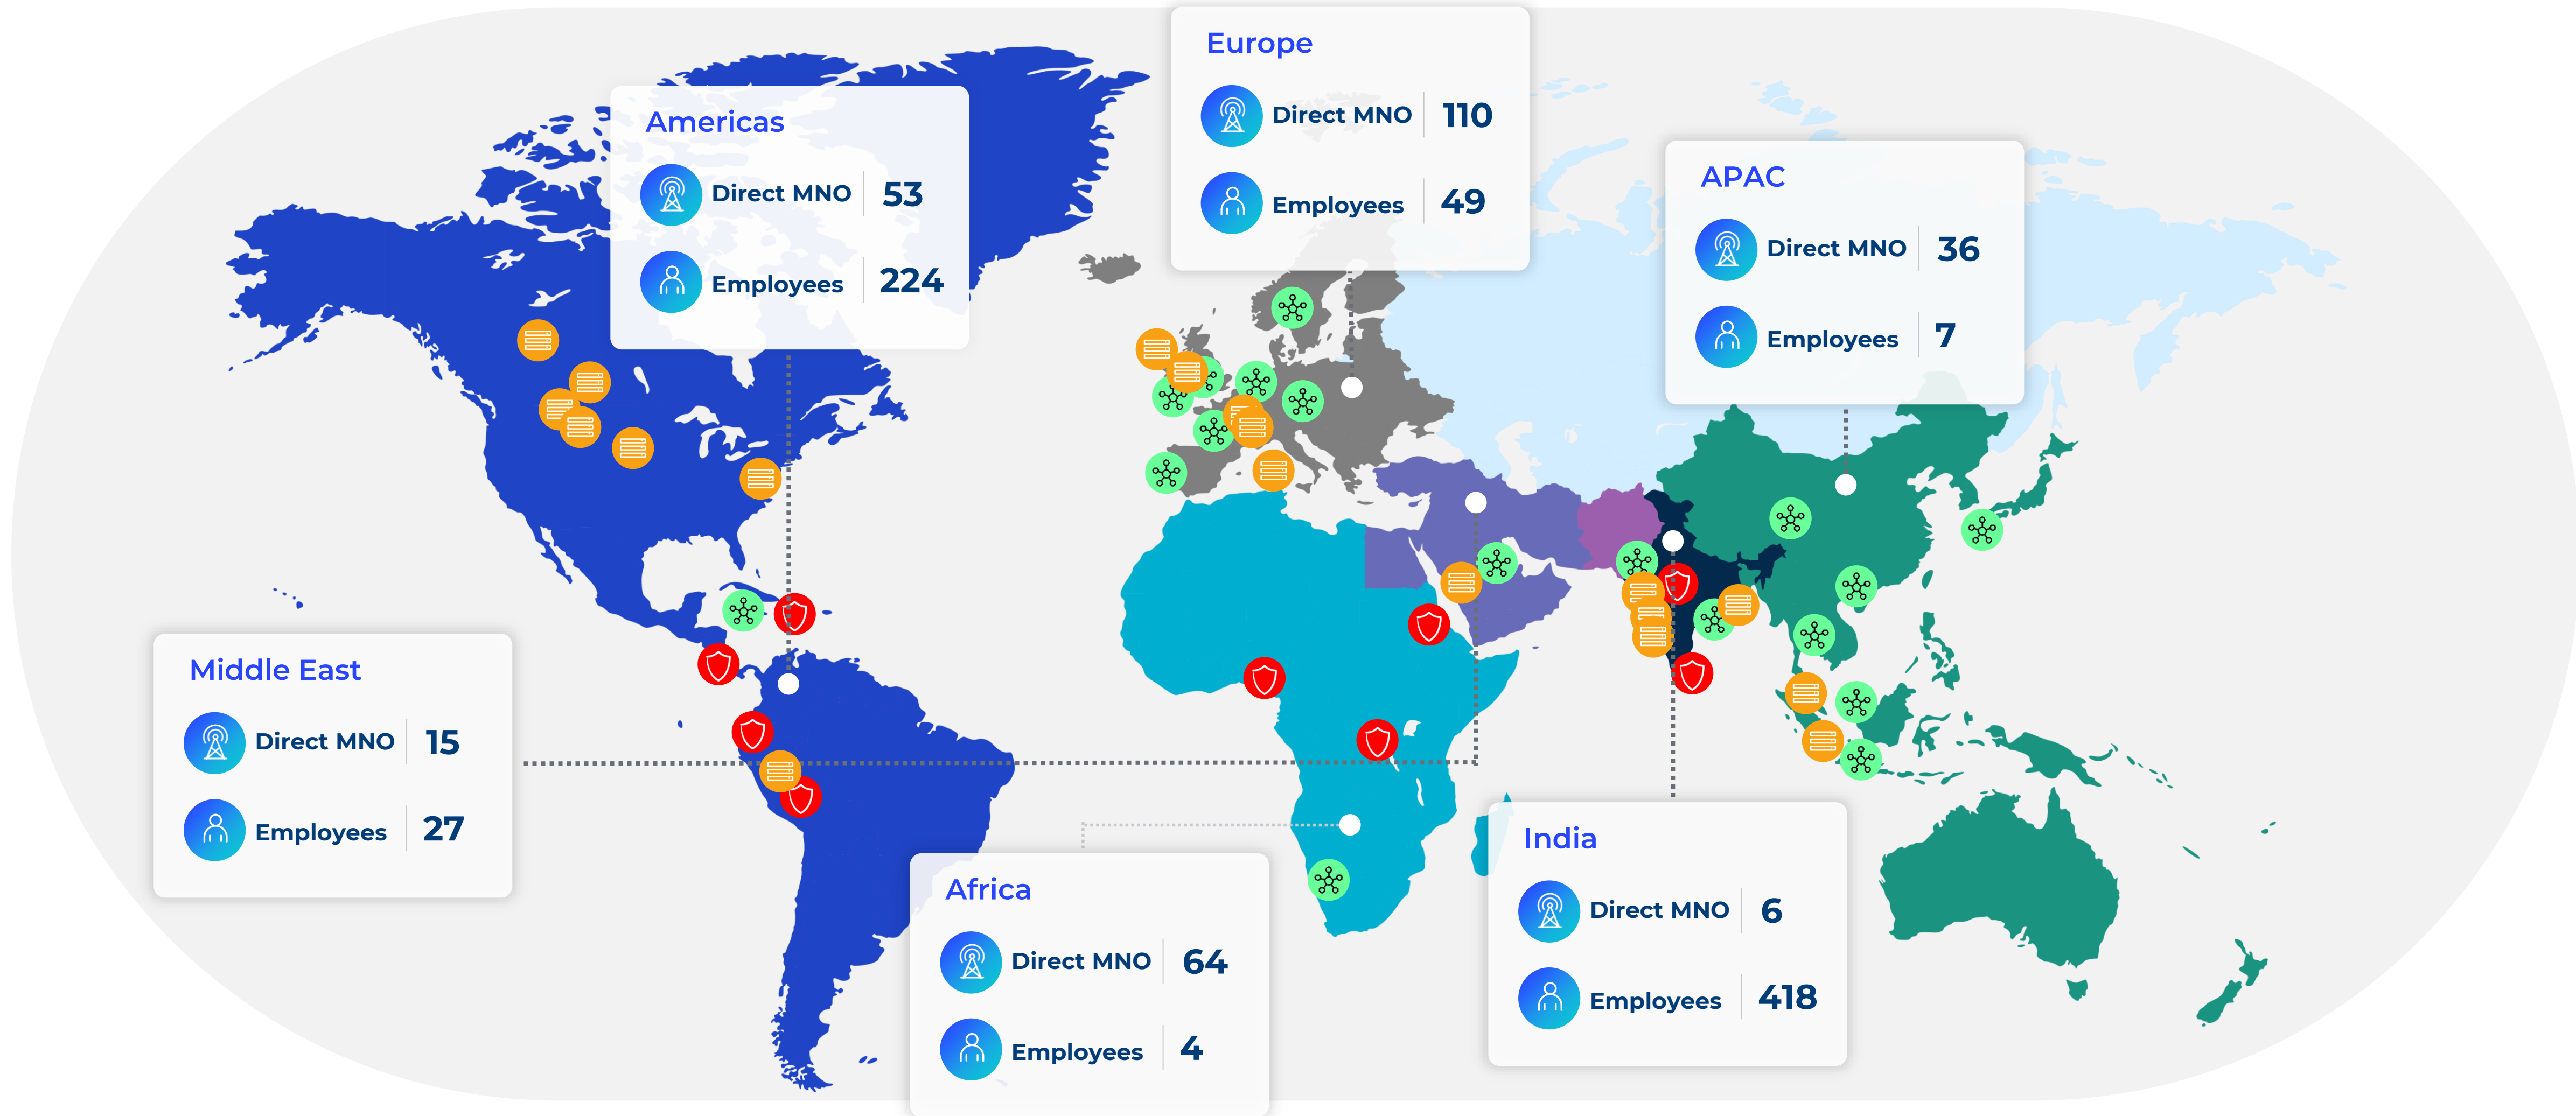 Europe
Direct MNO 110
Employees 49
Americas
Direct MNO 53
Employees 224
APAC
Direct MNO 36
Employees 7
Middle East
Direct MNO 15
Employees 27
Africa
Direct MNO 64
Employees 4
India
Direct MNO 6
Employees 418